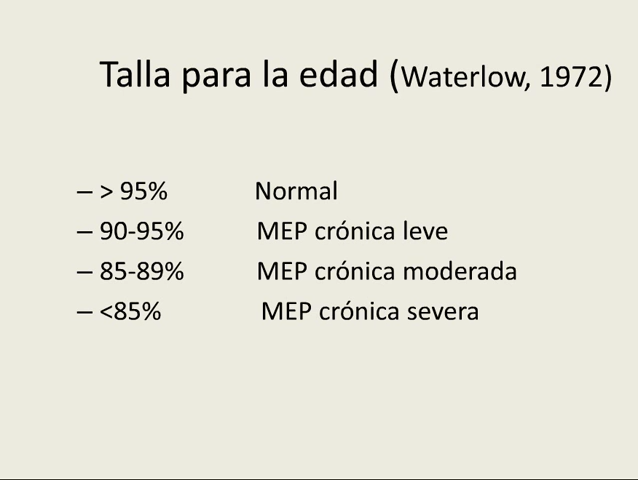 Talla para la edad (Waterlow, 1972)
– > 95% Normal
– 90-95% MEP crónica leve
– 85-89% MEP crónica moderada
– <85% MEP crónica severa